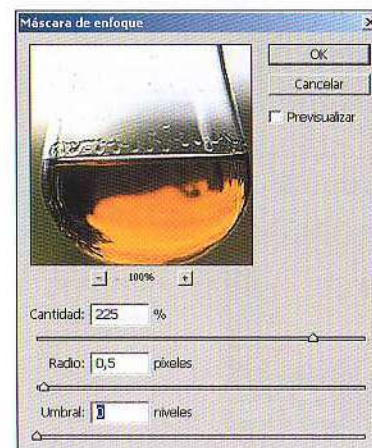 Máscara de enfoque
OK
Cancelar
Previsualizar
- 100% +
Cantidad: 225 %
Radio: 0,5 píxeles
Umbral: 0 niveles